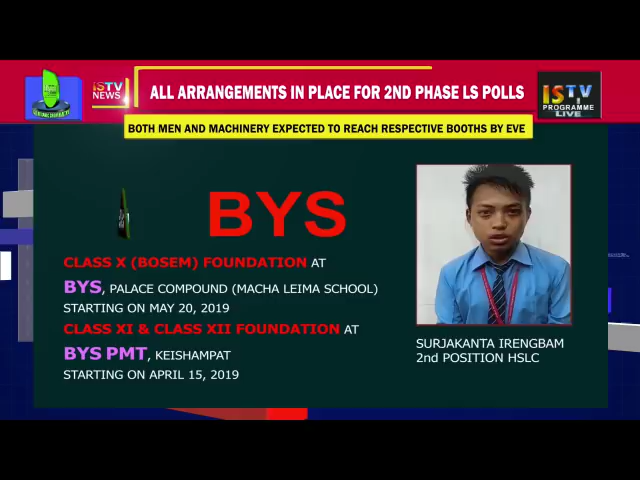 ISTV
NEWS
ALL ARRANGEMENTS IN PLACE FOR 2ND PHASE LS POLLS
ISTV
PROGRAMME
LIVE
BOTH MEN AND MACHINERY EXPECTED TO REACH RESPECTIVE BOOTHS BY EVE
BYS
CLASS X (BOSEM) FOUNDATION AT
BYS, PALACE COMPOUND (MACHA LEIMA SCHOOL)
STARTING ON MAY 20, 2019
CLASS XI & CLASS XII FOUNDATION AT
BYS PMT, KEISHAMPAT
STARTING ON APRIL 15, 2019
SURJAKANTA IRENGBAM
2nd POSITION HSLC